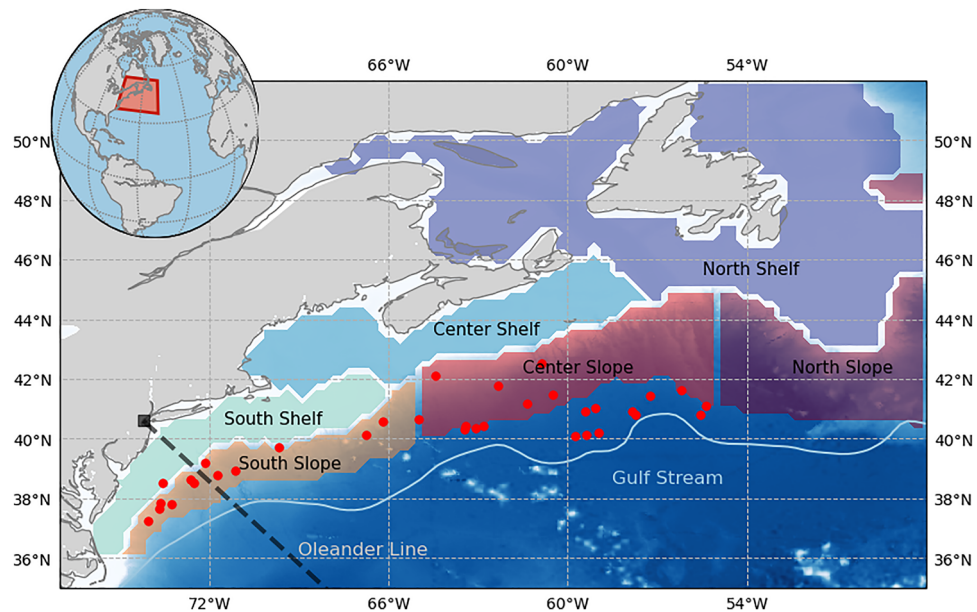 66°W 60°W 54°W
50°N 50°N
48°N 48°N
46°N North Shelf 46°N
44°N Center Shelf 44°N
42°N Center Slope North Slope 42°N
South Shelf
40°N 40°N
South Slope
Gulf Stream
38°N 38°N
Oleander Line
36°N 36°N
72°W 66°W 60°W 54°W